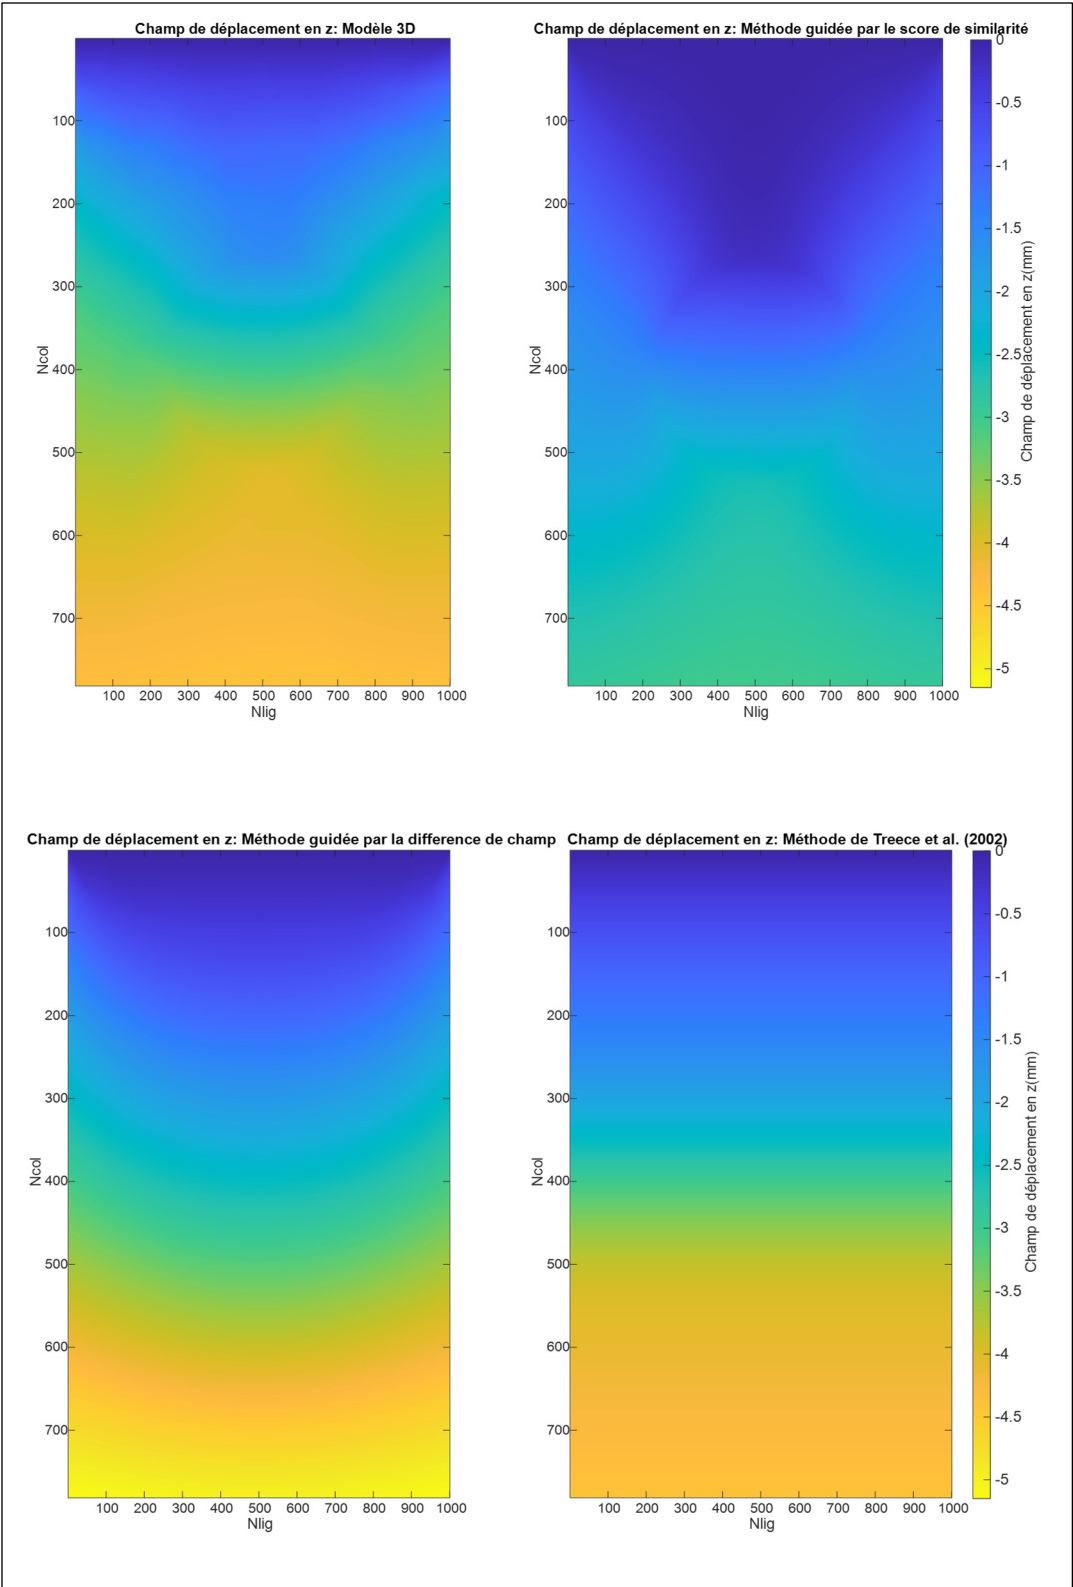 Champ de déplacement en z: Modèle 3D
Champ de déplacement en z: Méthode guidée par le score de similarité
100
200
300
400
500
600
700
Ncol
100 200 300 400 500 600 700 800 900 1000
Nlig
100
200
300
400
500
600
700
Ncol
100 200 300 400 500 600 700 800 900 1000
Nlig
0
-0.5
-1
-1.5
-2
-2.5
-3
-3.5
-4
-4.5
-5
Champ de déplacement en z(mm)
Champ de déplacement en z: Méthode guidée par la difference de champ
Champ de déplacement en z: Méthode de Treece et al. (2002)
100
200
300
400
500
600
700
Ncol
100 200 300 400 500 600 700 800 900 1000
Nlig
100
200
300
400
500
600
700
Ncol
100 200 300 400 500 600 700 800 900 1000
Nlig
0
-0.5
-1
-1.5
-2
-2.5
-3
-3.5
-4
-4.5
-5
Champ de déplacement en z(mm)